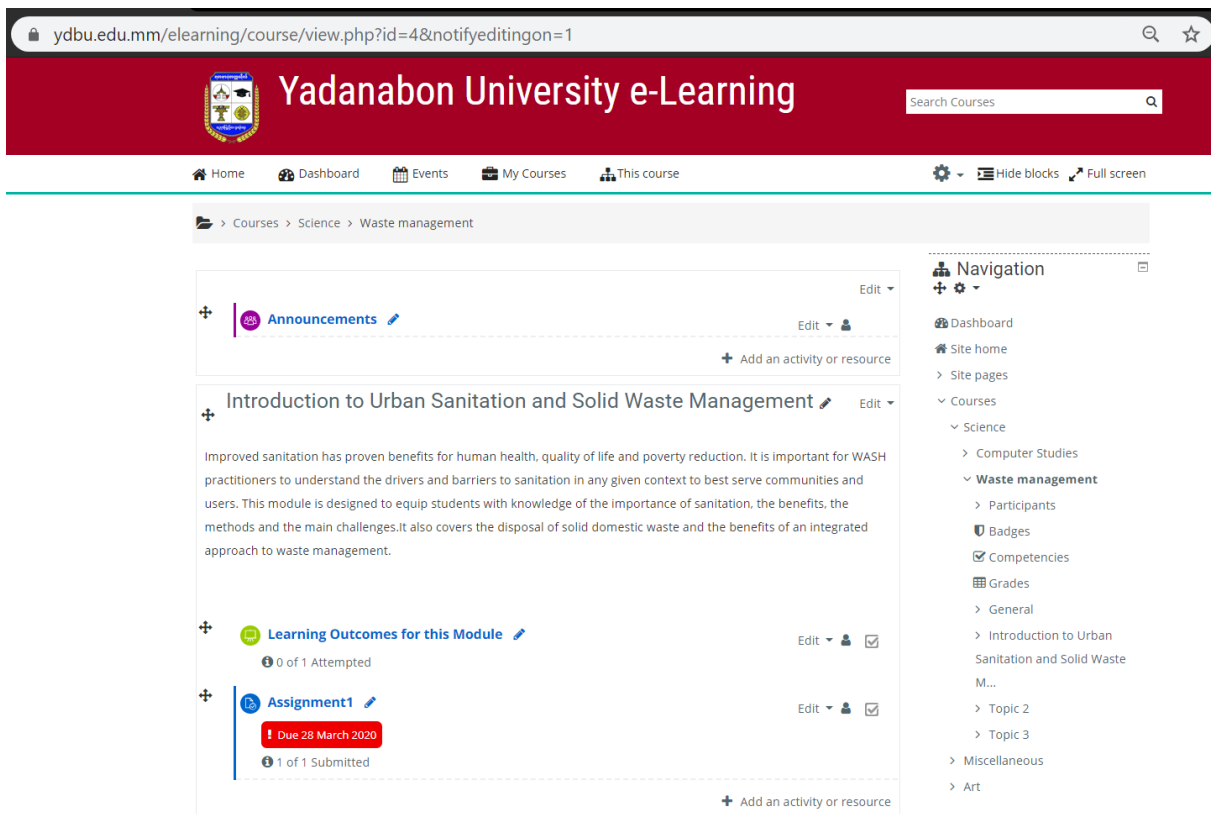 ydbu.edu.mm/elearning/course/view.php?id=4&notifyeditingon=1
Yadanabon University e-Learning
Search Courses
Home
Dashboard
Events
My Courses
This course
Hide blocks
Full screen
> Courses > Science > Waste management
Edit
Announcements
Edit
+ Add an activity or resource
Introduction to Urban Sanitation and Solid Waste Management
Edit
Improved sanitation has proven benefits for human health, quality of life and poverty reduction. It is important for WASH
practitioners to understand the drivers and barriers to sanitation in any given context to best serve communities and
users. This module is designed to equip students with knowledge of the importance of sanitation, the benefits, the
methods and the main challenges.It also covers the disposal of solid domestic waste and the benefits of an integrated
approach to waste management.
Learning Outcomes for this Module
Edit
0 of 1 Attempted
Assignment1
Edit
! Due 28 March 2020
1 of 1 Submitted
+ Add an activity or resource
Navigation
Dashboard
Site home
> Site pages
Courses
Science
> Computer Studies
Waste management
> Participants
Badges
Competencies
Grades
> General
> Introduction to Urban
Sanitation and Solid Waste
M...
> Topic 2
> Topic 3
> Miscellaneous
> Art